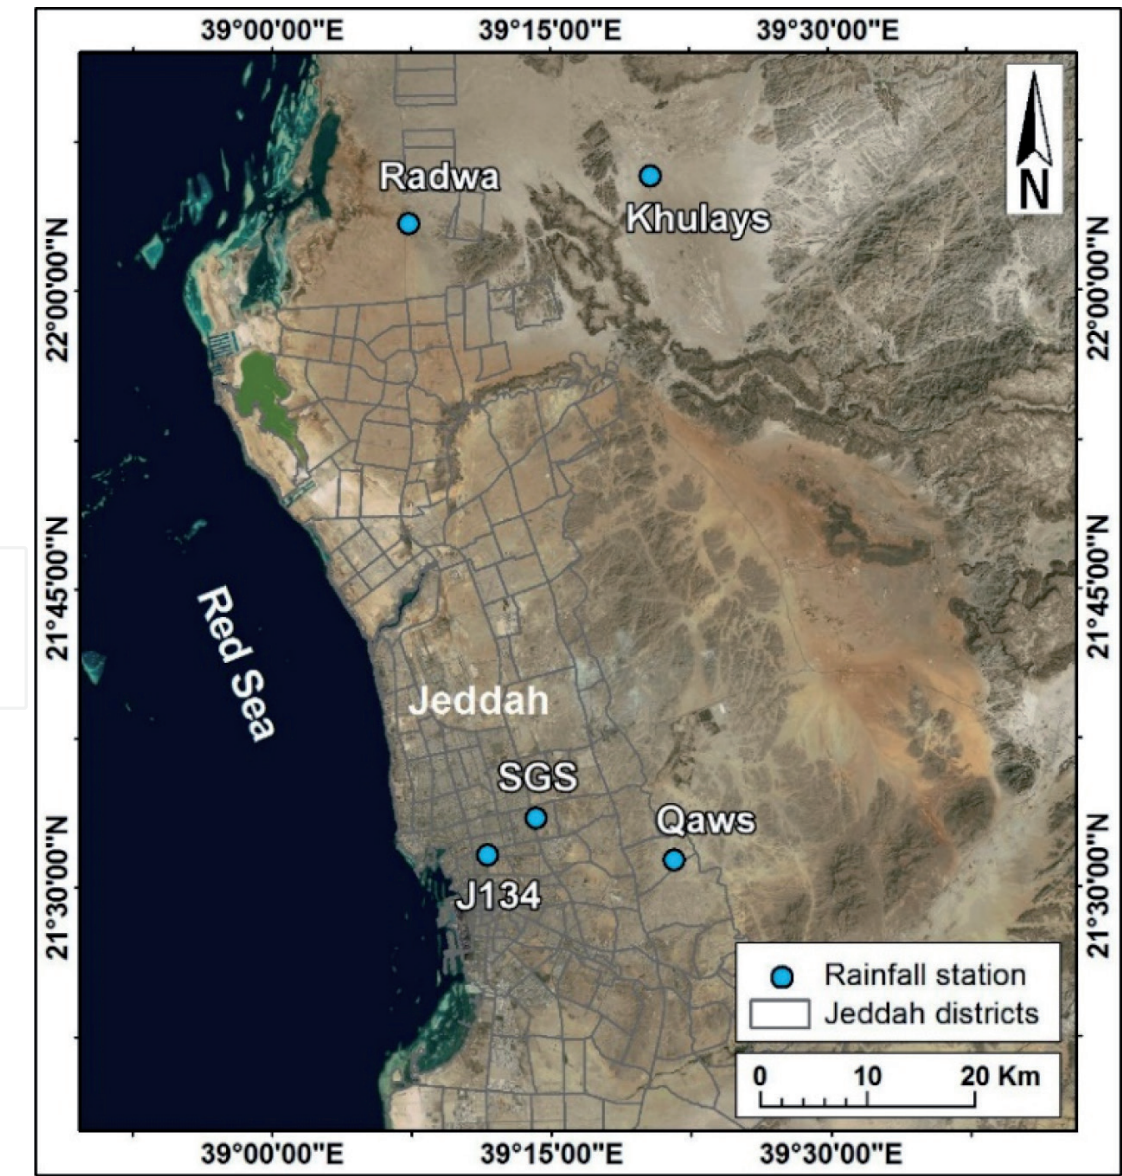 39°00'00"E 39°15'00"E 39°30'00"E
N
Radwa
Khulays
22°00'00"N
22°00'00"N
21°45'00"N
21°45'00"N
Red Sea
Jeddah
SGS
Qaws
J134
21°30'00"N
21°30'00"N
Rainfall station
Jeddah districts
0 10 20 Km
39°00'00"E 39°15'00"E 39°30'00"E